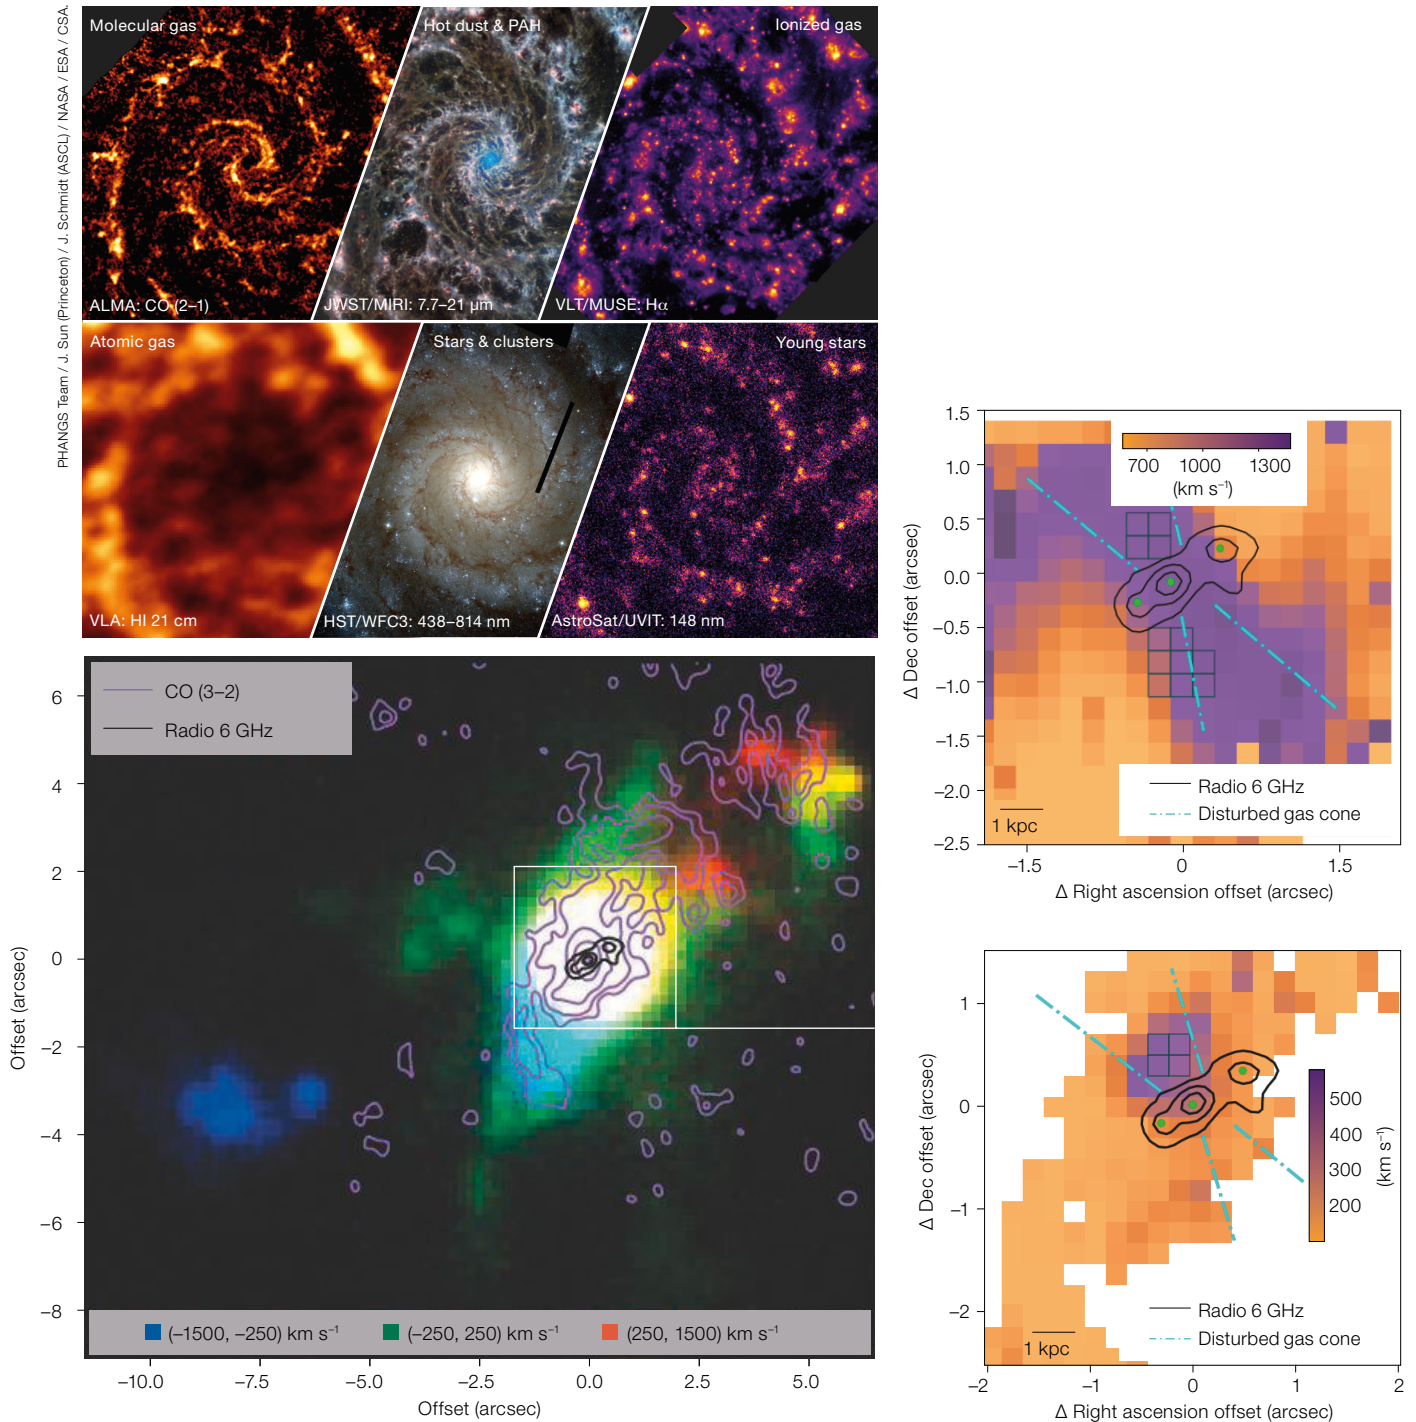 PHANGS Team / J. Sun (Princeton) / J. Schmidt (ASCL) / NASA / ESA / CSA.
Molecular gas
Hot dust & PAH
Ionized gas
ALMA: CO (2–1)
JWST/MIRI: 7.7–21 μm
VLT/MUSE: Hα
Atomic gas
Stars & clusters
Young stars
VLA: HI 21 cm
HST/WFC3: 438–814 nm
AstroSat/UVIT: 148 nm
CO (3–2)
Radio 6 GHz
6
4
2
0
–2
–4
–6
–8
Offset (arcsec)
(–1500, –250) km s⁻¹
(–250, 250) km s⁻¹
(250, 1500) km s⁻¹
–10.0
–7.5
–5.0
–2.5
0.0
2.5
5.0
Offset (arcsec)
1.5
1.0
0.5
0.0
–0.5
–1.0
–1.5
–2.0
–2.5
Δ Dec offset (arcsec)
700 1000 1300
(km s⁻¹)
Radio 6 GHz
Disturbed gas cone
1 kpc
–1.5
0
1.5
Δ Right ascension offset (arcsec)
1
0
–1
–2
Δ Dec offset (arcsec)
500
400
300
200
(km s⁻¹)
Radio 6 GHz
Disturbed gas cone
1 kpc
–2
–1
0
1
2
Δ Right ascension offset (arcsec)